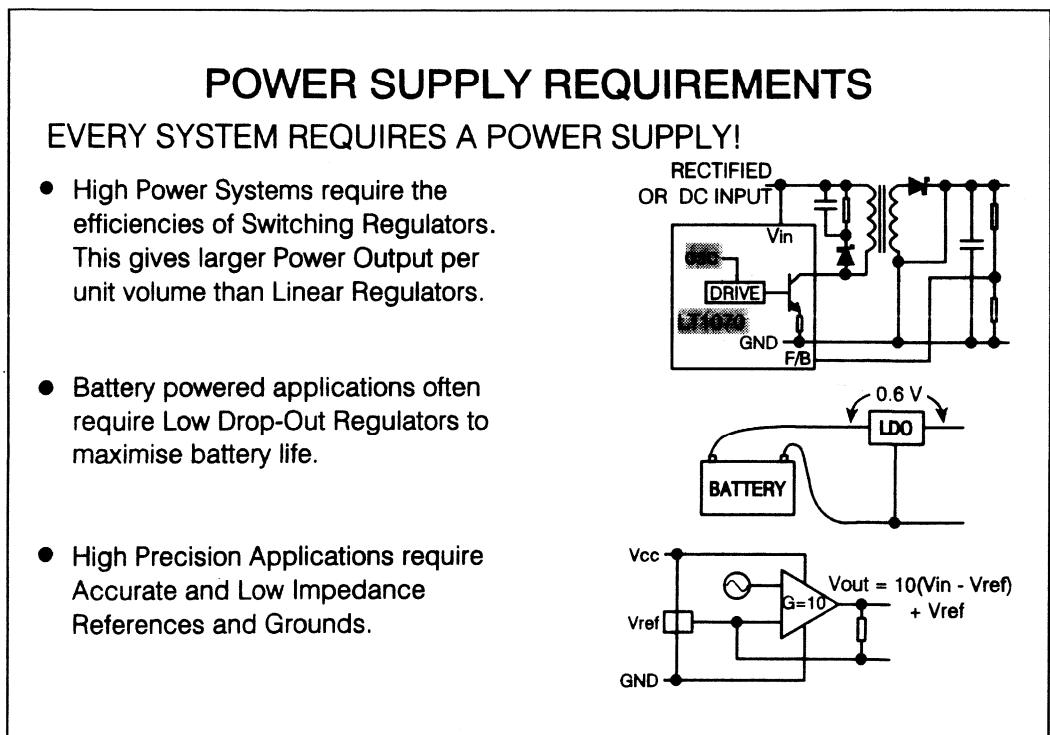 POWER SUPPLY REQUIREMENTS
EVERY SYSTEM REQUIRES A POWER SUPPLY!
● High Power Systems require the
efficiencies of Switching Regulators.
This gives larger Power Output per
unit volume than Linear Regulators.
RECTIFIED
OR DC INPUT
Vin
osc
DRIVE
LT1070
GND
F/B
● Battery powered applications often
require Low Drop-Out Regulators to
maximise battery life.
0.6 V
LDO
BATTERY
● High Precision Applications require
Accurate and Low Impedance
References and Grounds.
Vcc
G=10
Vout = 10(Vin - Vref)
+ Vref
Vref
GND